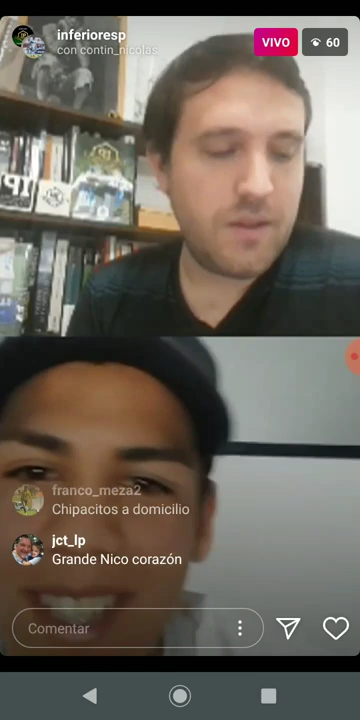 inferioresp
con contin_nicolas
VIVO
60
franco_meza2
Chipacitos a domicilio
jct_lp
Grande Nico corazón
Comentar